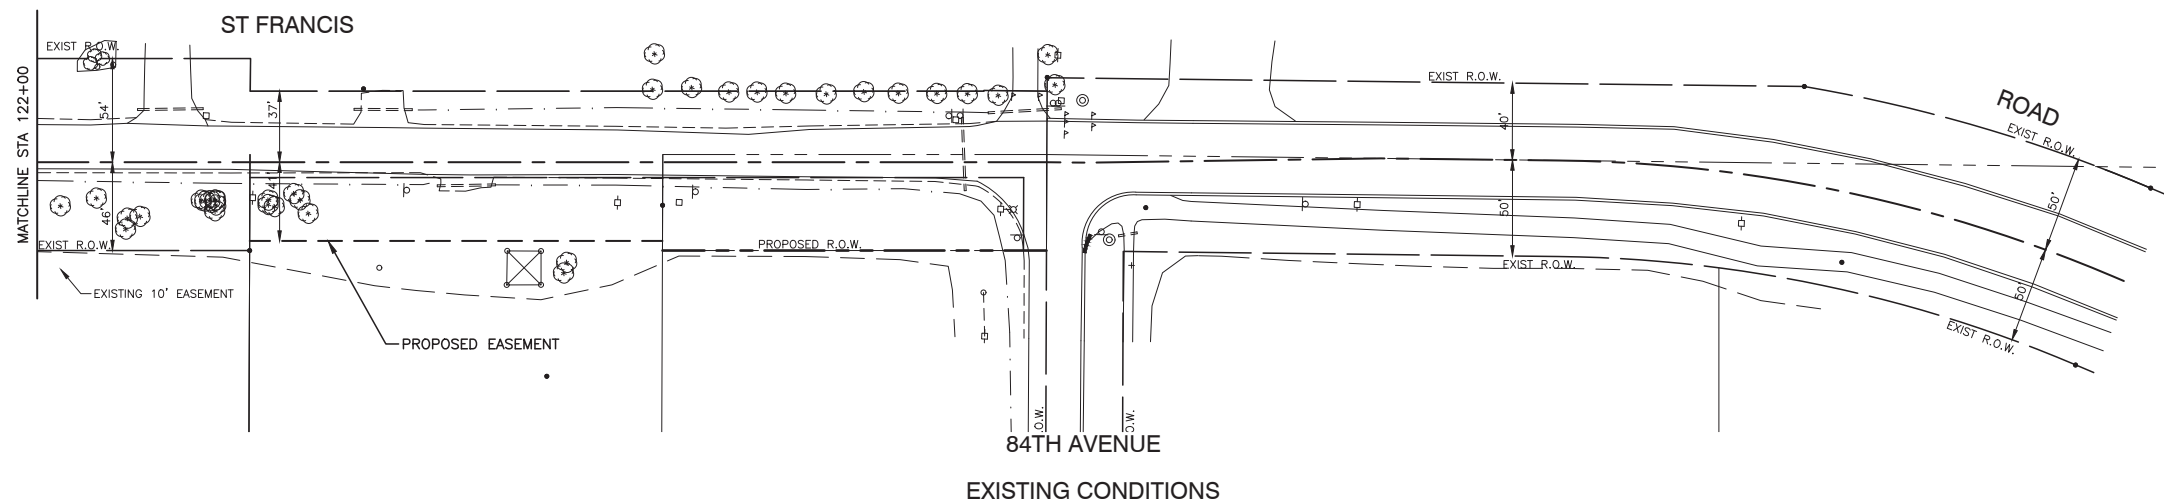 ST FRANCIS
EXIST R.O.W.
MATCHLINE STA 122+00
54'
37'
EXIST R.O.W.
40'
ROAD
EXIST R.O.W.
46'
41'
50'
50'
EXIST R.O.W.
PROPOSED R.O.W.
EXIST R.O.W.
50'
EXISTING 10' EASEMENT
PROPOSED EASEMENT
EXIST R.O.W.
.O.W.
.O.W.
84TH AVENUE
EXISTING CONDITIONS